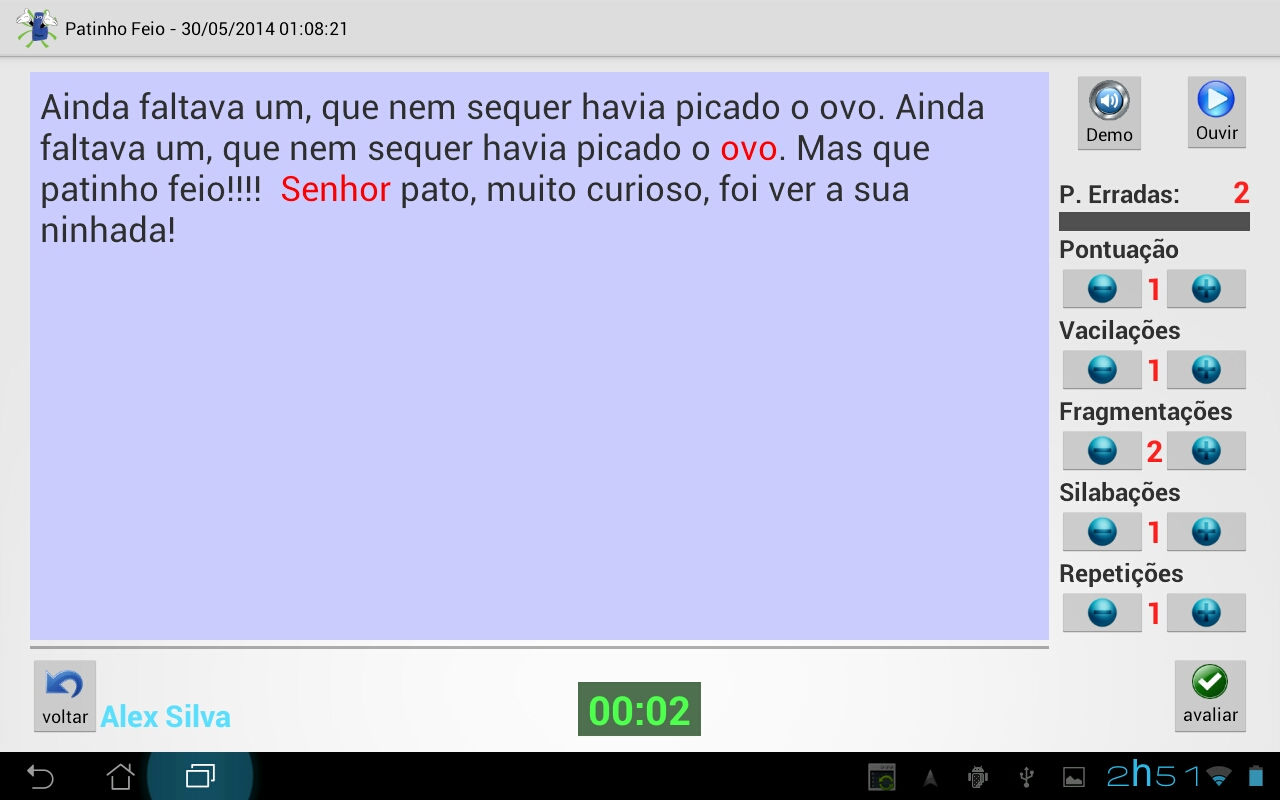 Patinho Feio - 30/05/2014 01:08:21
Ainda faltava um, que nem sequer havia picado o ovo. Ainda
faltava um, que nem sequer havia picado o ovo. Mas que
patinho feio!!!!  Senhor pato, muito curioso, foi ver a sua
ninhada!
Demo
Ouvir
P. Erradas: 2
Pontuação
1
Vacilações
1
Fragmentações
2
Silabações
1
Repetições
1
voltar
Alex Silva
00:02
avaliar
2h51